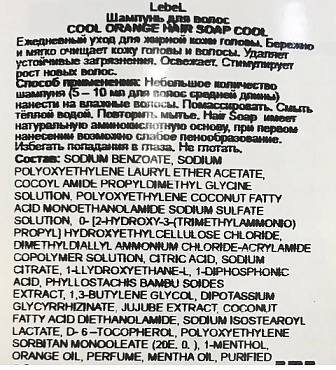 LebeL
Шампунь для волос
COOL ORANGE HAIR SOAP COOL
Ежедневный уход для жирной кожи головы. Бережно
и мягко очищает кожу головы и волосы. Удаляет
устойчивые загрязнения. Освежает. Стимулирует
рост новых волос.
Способ применения: Небольшое количество
шампуня (5 – 10 мл для волос средней длины)
нанести на влажные волосы. Помассировать. Смыть
тёплой водой. Повторить мытье. Hair Soap имеет
натуральную аминокислотную основу, при первом
нанесении возможно слабое пенообразование.
Избегать попадания в глаза. Не глотать.
Состав: SODIUM BENZOATE, SODIUM
POLYOXYETHYLENE LAURYL ETHER ACETATE,
COCOYL AMIDE PROPYLDIMETHYL GLYCINE
SOLUTION, POLYOXYETHYLENE COCONUT FATTY
ACID MONOETHANOLAMIDE SODIUM SULFATE
SOLUTION, O- [2-HYDROXY-3-(TRIMETHYLAMMONIO)
PROPYL] HYDROXYETHYLCELLULOSE CHLORIDE,
DIMETHYLDIALLYL AMMONIUM CHLORIDE-ACRYLAMIDE
COPOLYMER SOLUTION, CITRIC ACID, SODIUM
CITRATE, 1-LLYDROXYETHANE-L, 1-DIPHOSPHONIC
ACID, PHYLLOSTACHIS BAMBU SOIDES
EXTRACT, 1,3-BUTYLENE GLYCOL, DIPOTASSIUM
GLYCYRRHIZINATE, JUJUBE EXTRACT, COCONUT
FATTY ACID DIETHANOLAMIDE, SODIUM ISOSTEAROYL
LACTATE, D- 6 –TOCOPHEROL, POLYOXYETHYLENE
SORBITAN MONOOLEATE (20E. 0. ), 1-MENTHOL,
ORANGE OIL, PERFUME, MENTHA OIL, PURIFIED